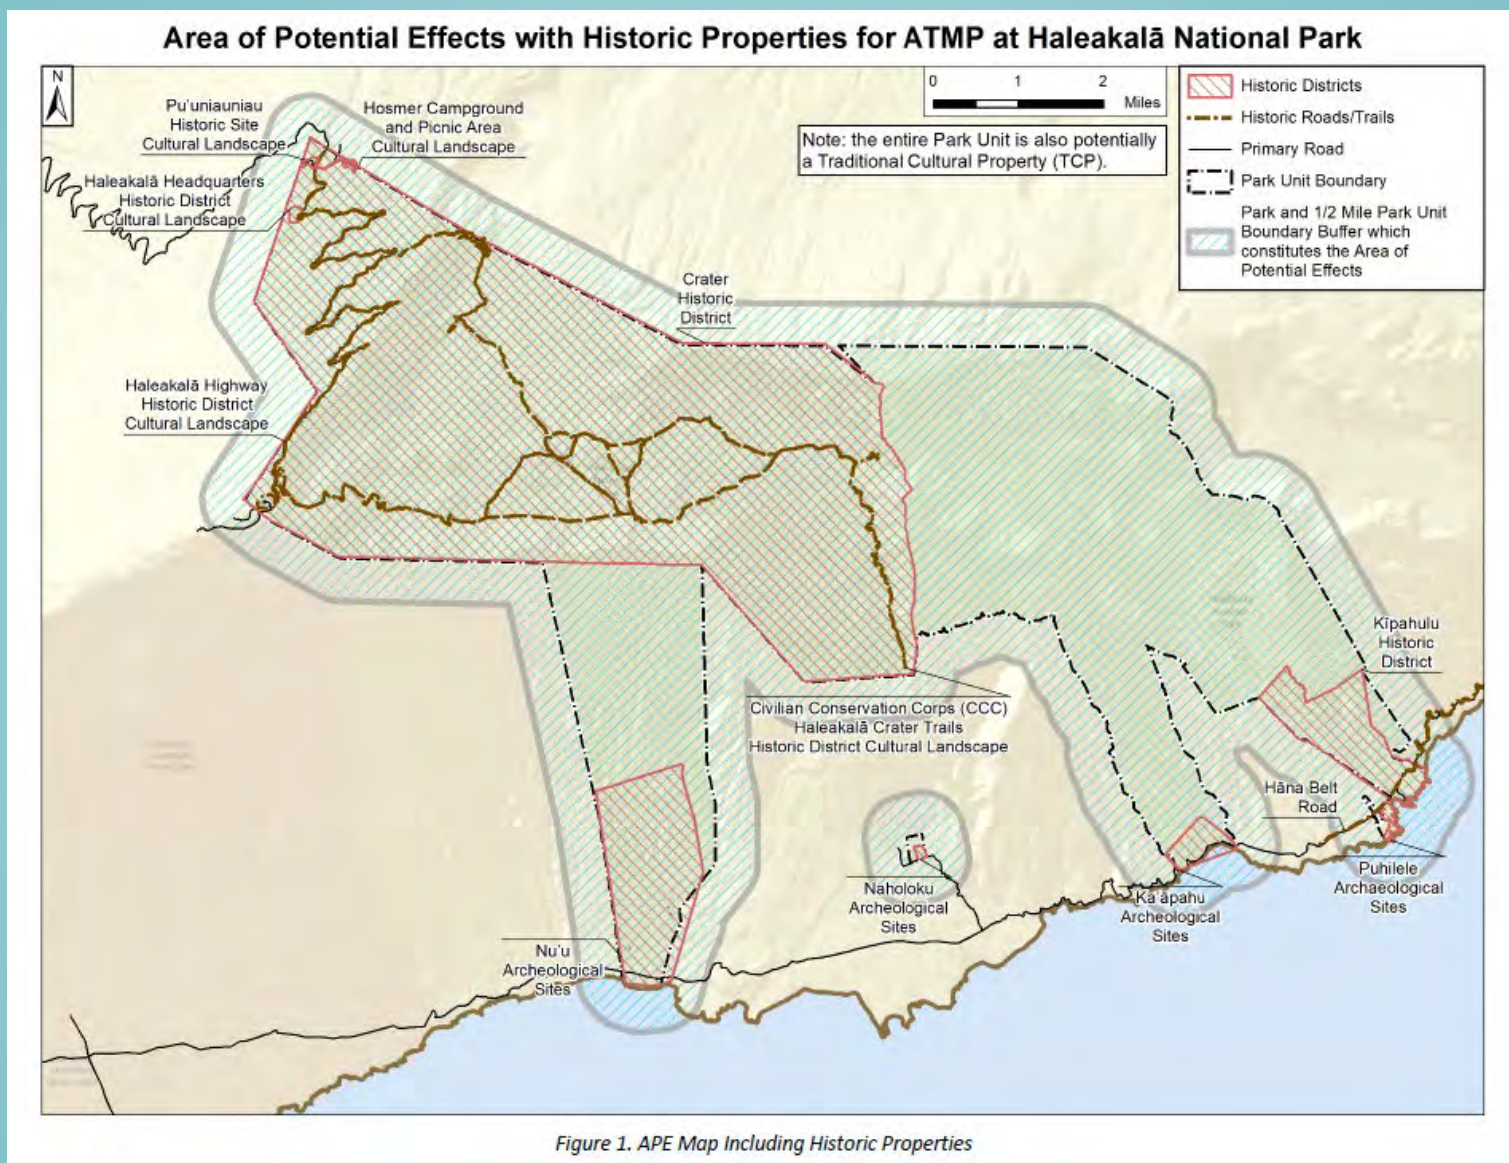 Area of Potential Effects with Historic Properties for ATMP at Haleakalā National Park
N
0 1 2
Miles
Note: the entire Park Unit is also potentially
a Traditional Cultural Property (TCP).
Historic Districts
Historic Roads/Trails
Primary Road
Park Unit Boundary
Park and 1/2 Mile Park Unit
Boundary Buffer which
constitutes the Area of
Potential Effects
Pu'uniauniau
Historic Site
Cultural Landscape
Hosmer Campground
and Picnic Area
Cultural Landscape
Haleakalā Headquarters
Historic District
Cultural Landscape
Crater
Historic
District
Haleakalā Highway
Historic District
Cultural Landscape
Kīpahulu
Historic
District
Civilian Conservation Corps (CCC)
Haleakalā Crater Trails
Historic District Cultural Landscape
Hāna Belt
Road
Puhilele
Archaeological
Sites
Naholoku
Archeological
Sites
Ka'āpahu
Archeological
Sites
Nu'u
Archeological
Sites
Figure 1. APE Map Including Historic Properties